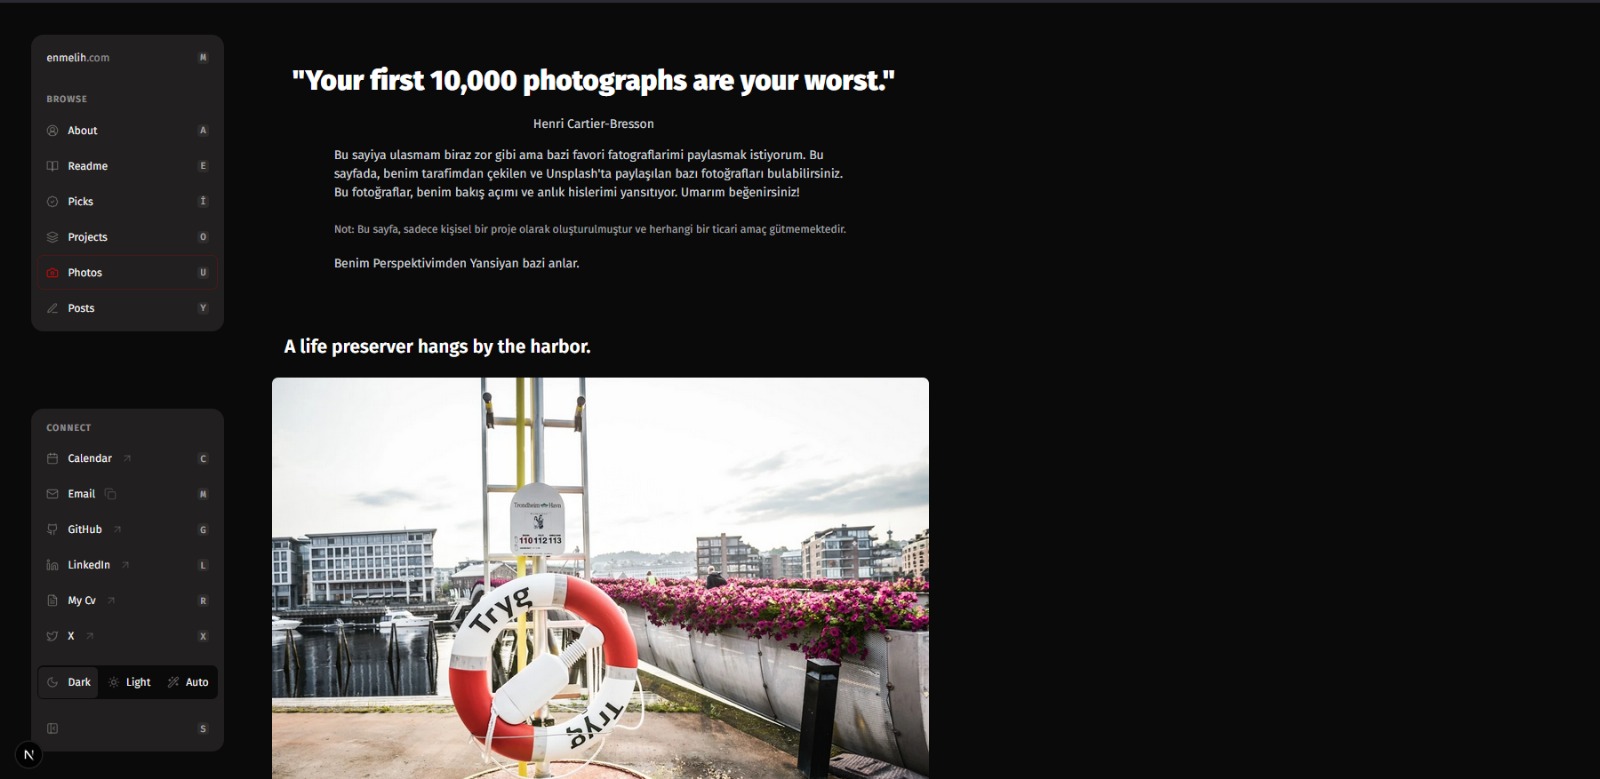 enmelih.com M
BROWSE
About A
Readme E
Picks İ
Projects O
Photos U
Posts Y
CONNECT
Calendar C
Email M
GitHub G
LinkedIn L
My Cv R
X X
Dark Light Auto
S
N
"Your first 10,000 photographs are your worst."
Henri Cartier-Bresson
Bu sayiya ulasmam biraz zor gibi ama bazi favori fatograflarimi paylasmak istiyorum. Bu
sayfada, benim tarafimdan çekilen ve Unsplash'ta paylaşılan bazı fotoğrafları bulabilirsiniz.
Bu fotoğraflar, benim bakış açımı ve anlık hislerimi yansıtıyor. Umarım beğenirsiniz!
Not: Bu sayfa, sadece kişisel bir proje olarak oluşturulmuştur ve herhangi bir ticari amaç gütmemektedir.
Benim Perspektivimden Yansiyan bazi anlar.
A life preserver hangs by the harbor.
Trondheim Havn
110 112 113
Tryg
Tryg